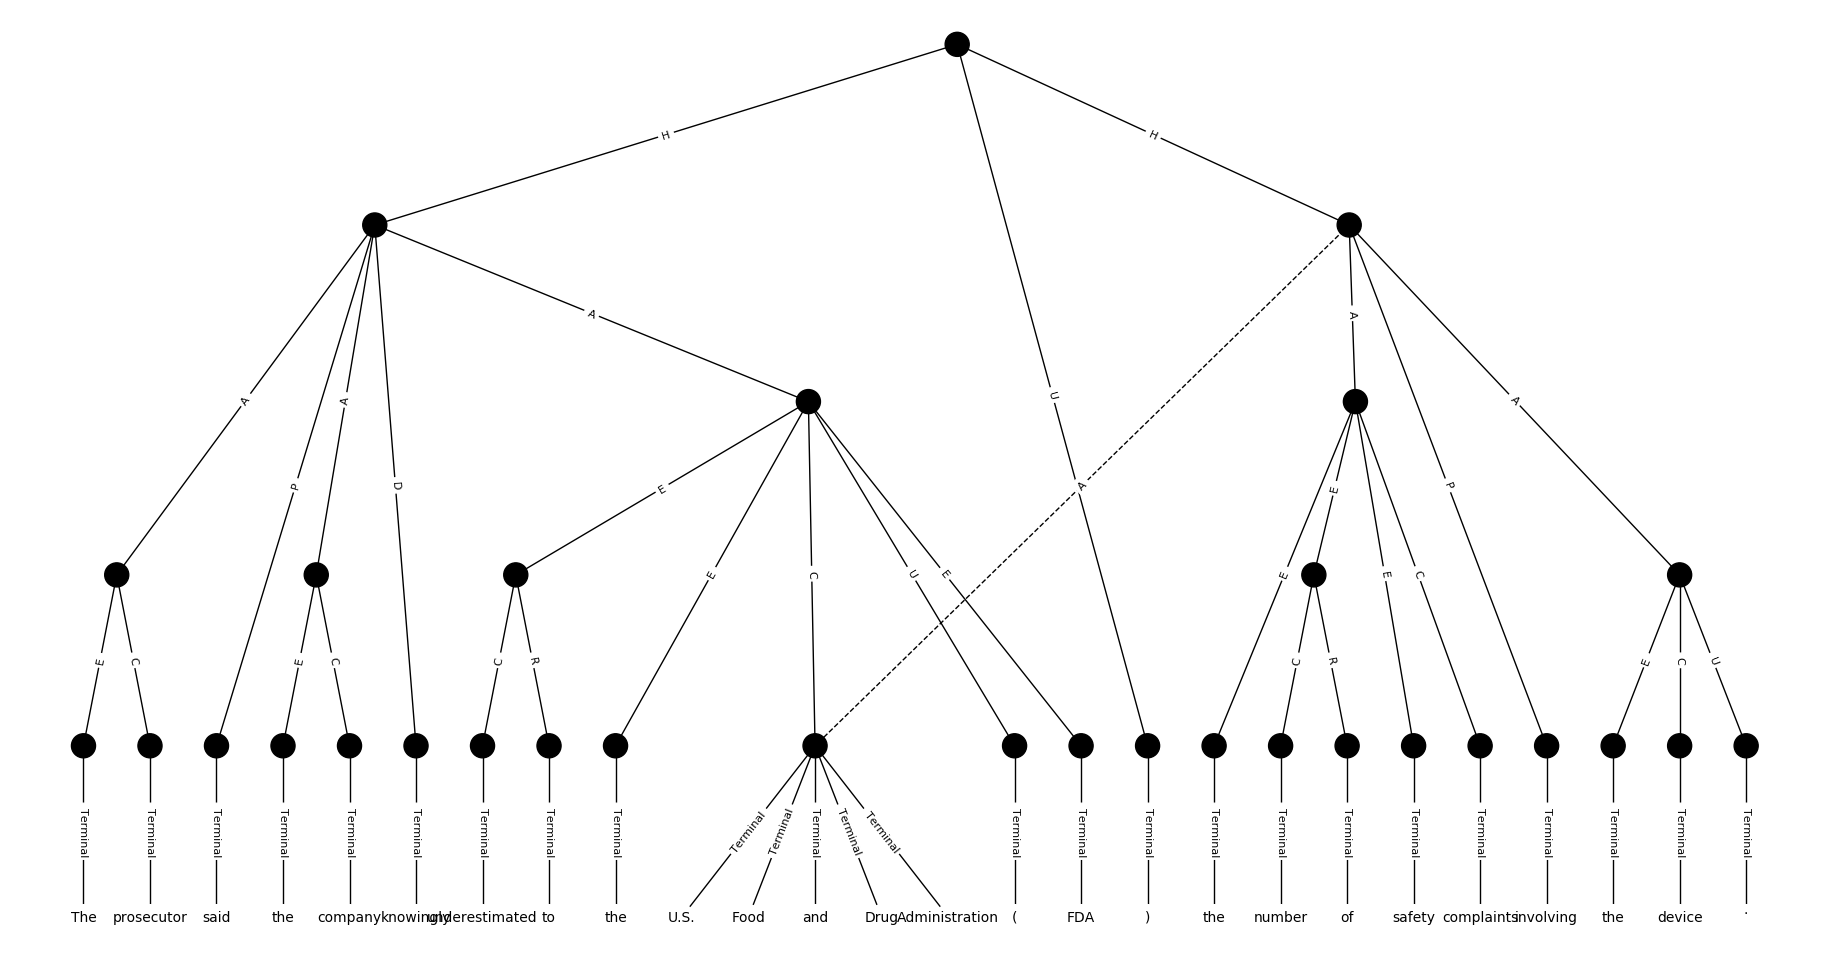 H H
U
A P A D A
A A P A
E E C U E
E E C
E C E C C R
C R E C U
Terminal Terminal Terminal Terminal Terminal Terminal Terminal Terminal Terminal Terminal Terminal Terminal Terminal Terminal Terminal Terminal Terminal Terminal Terminal Terminal Terminal Terminal Terminal Terminal Terminal Terminal
The prosecutor said the company knowingly underestimated to the U.S. Food and Drug Administration ( FDA ) the number of safety complaints involving the device .